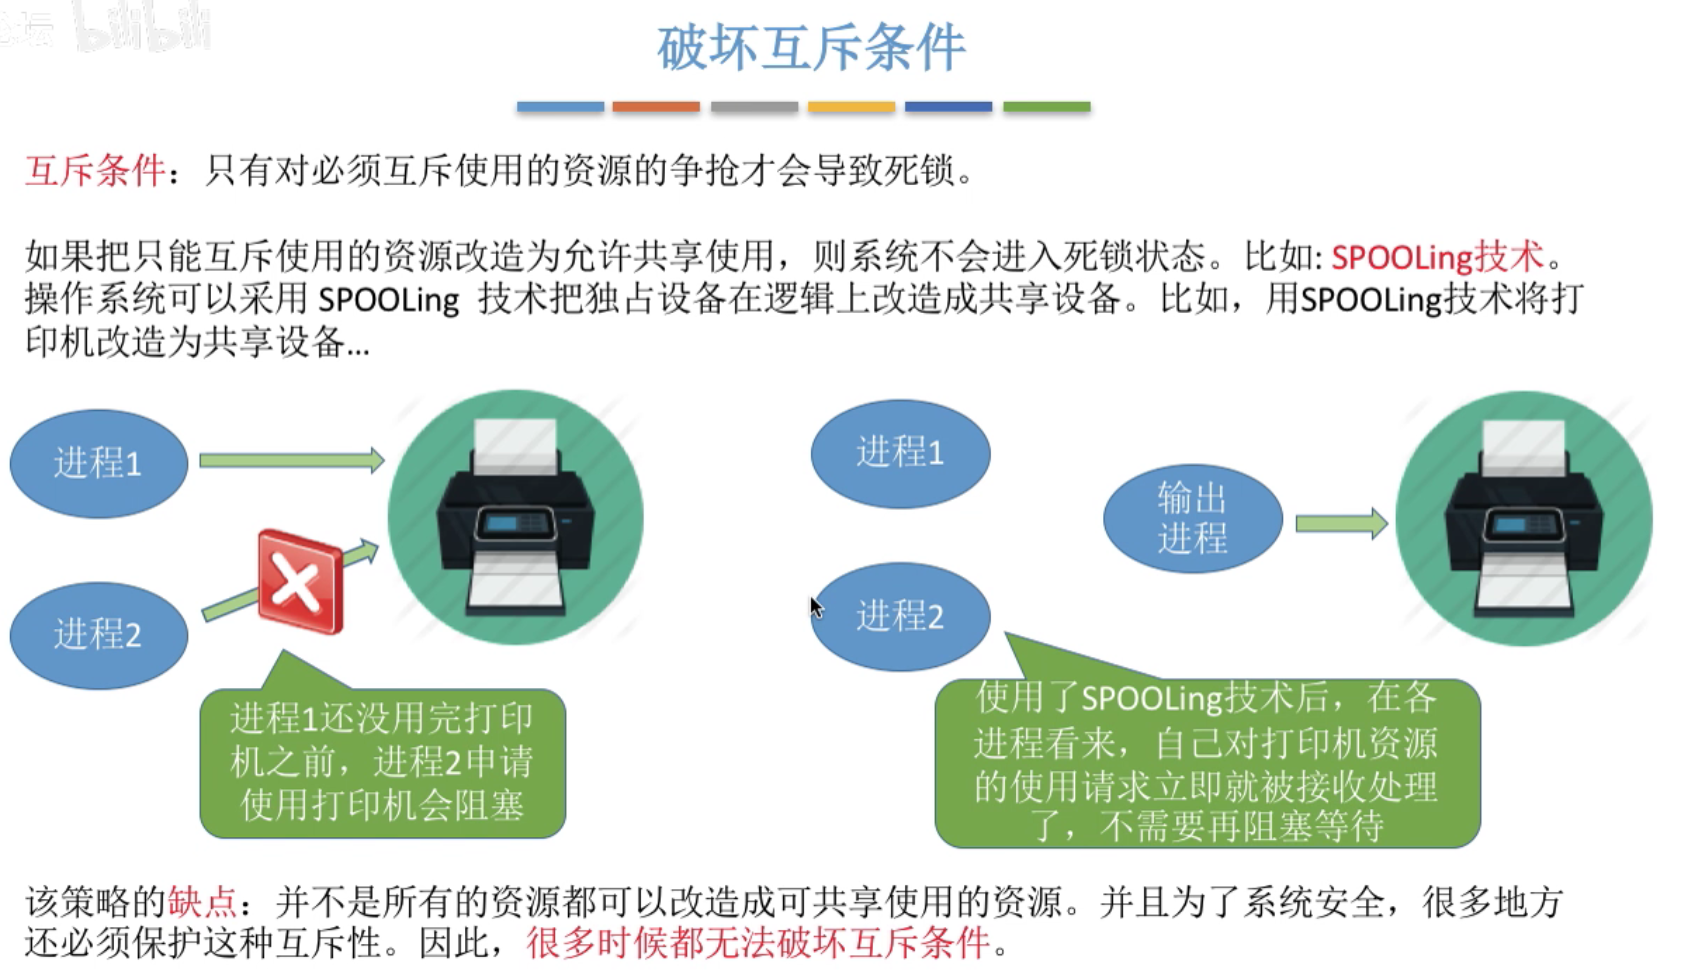 论坛 bilibili
破坏互斥条件
互斥条件：只有对必须互斥使用的资源的争抢才会导致死锁。
如果把只能互斥使用的资源改造为允许共享使用，则系统不会进入死锁状态。比如: SPOOLing技术。
操作系统可以采用 SPOOLing 技术把独占设备在逻辑上改造成共享设备。比如，用SPOOLing技术将打
印机改造为共享设备...
进程1
进程2
进程1还没用完打印
机之前，进程2申请
使用打印机会阻塞
进程1
进程2
输出
进程
使用了SPOOLing技术后，在各
进程看来，自己对打印机资源
的使用请求立即就被接收处理
了，不需要再阻塞等待
该策略的缺点：并不是所有的资源都可以改造成可共享使用的资源。并且为了系统安全，很多地方
还必须保护这种互斥性。因此，很多时候都无法破坏互斥条件。